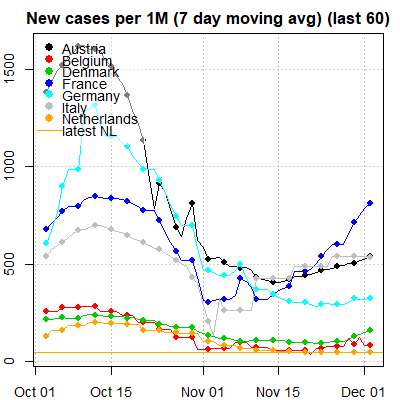 New cases per 1M (7 day moving avg) (last 60)
Austria
Belgium
Denmark
France
Germany
Italy
Netherlands
latest NL
1500
1000
500
0
Oct 01 Oct 15 Nov 01 Nov 15 Dec 01